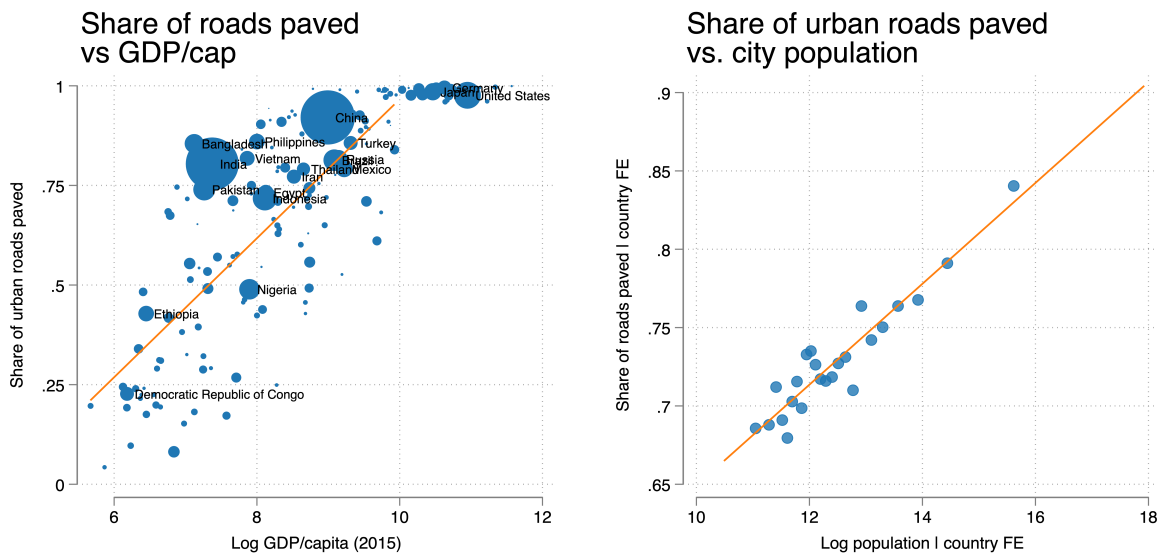 Share of roads paved
vs GDP/cap
Share of urban roads paved
1
.75
.5
.25
0
Germany
Japan
United States
China
Bangladesh
Philippines
Turkey
India
Vietnam
Russia
Brazil
Thailand
Mexico
Iran
Pakistan
Egypt
Indonesia
Nigeria
Ethiopia
Democratic Republic of Congo
6
8
10
12
Log GDP/capita (2015)
Share of urban roads paved
vs. city population
Share of roads paved | country FE
.9
.85
.8
.75
.7
.65
10
12
14
16
18
Log population | country FE